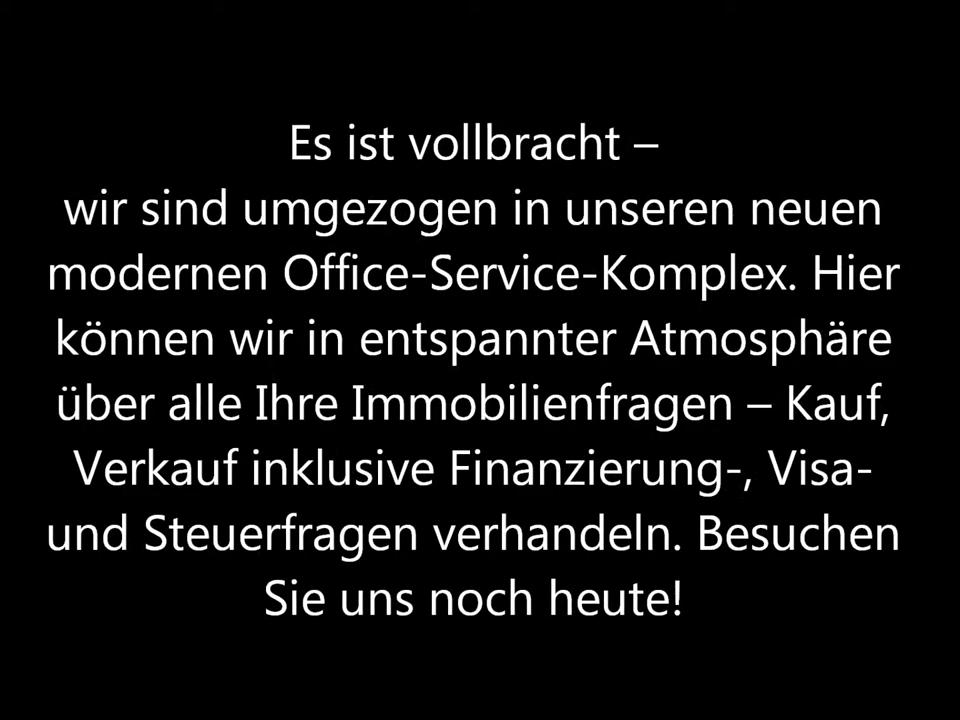 Es ist vollbracht –
wir sind umgezogen in unseren neuen
modernen Office-Service-Komplex. Hier
können wir in entspannter Atmosphäre
über alle Ihre Immobilienfragen – Kauf,
Verkauf inklusive Finanzierung-, Visa-
und Steuerfragen verhandeln. Besuchen
Sie uns noch heute!